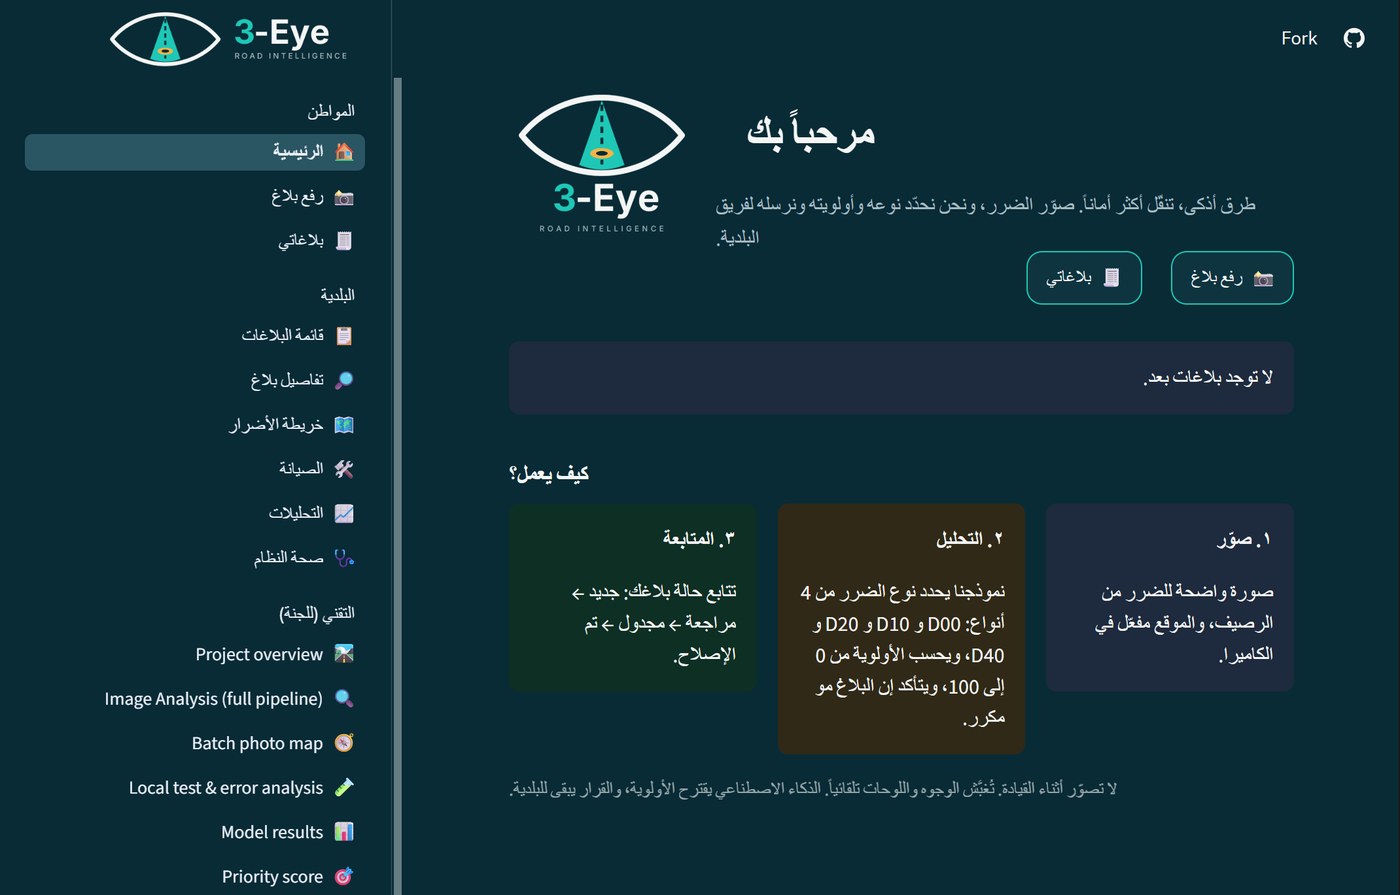 3-Eye
ROAD INTELLIGENCE
المواطن
الرئيسية
رفع بلاغ
بلاغاتي
البلدية
قائمة البلاغات
تفاصيل بلاغ
خريطة الأضرار
الصيانة
التحليلات
صحة النظام
التقني (للجنة)
Project overview
Image Analysis (full pipeline)
Batch photo map
Local test & error analysis
Model results
Priority score
Fork
3-Eye
ROAD INTELLIGENCE
مرحباً بك
طرق أذكى، تنقّل أكثر أماناً. صوّر الضرر، ونحن نحدّد نوعه وأولويته ونرسله لفريق
البلدية.
رفع بلاغ
بلاغاتي
لا توجد بلاغات بعد.
كيف يعمل؟
١. صوّر
صورة واضحة للضرر من
الرصيف، والموقع مفعّل في
الكاميرا.
٢. التحليل
نموذجنا يحدد نوع الضرر من 4
أنواع: D00 و D10 و D20 و
D40، ويحسب الأولوية من 0
إلى 100، ويتأكد إن البلاغ مو
مكرر.
٣. المتابعة
تتابع حالة بلاغك: جديد ←
مراجعة ← مجدول ← تم
الإصلاح.
لا تصوّر أثناء القيادة. تُغبَّش الوجوه واللوحات تلقائياً. الذكاء الاصطناعي يقترح الأولوية، والقرار يبقى للبلدية.